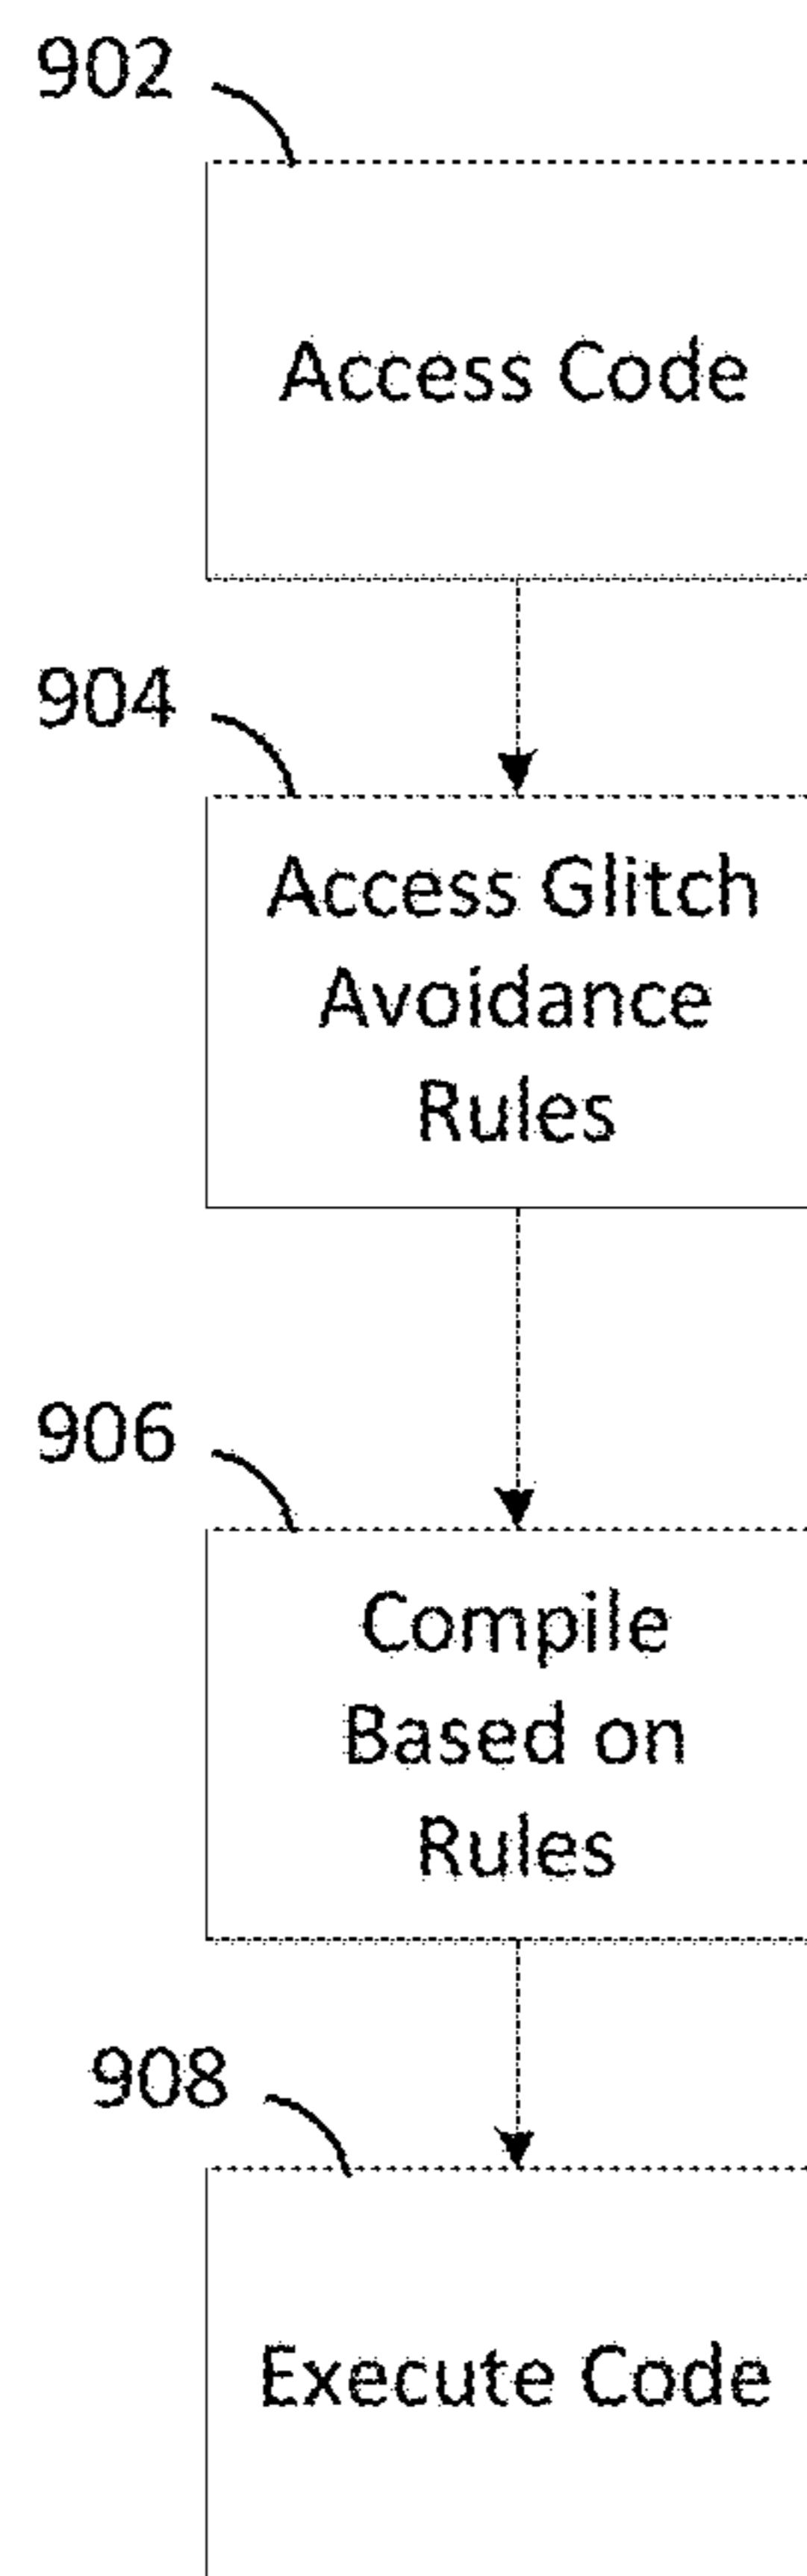 902
Access Code
904
Access Glitch
Avoidance
Rules
906
Compile
Based on
Rules
908
Execute Code